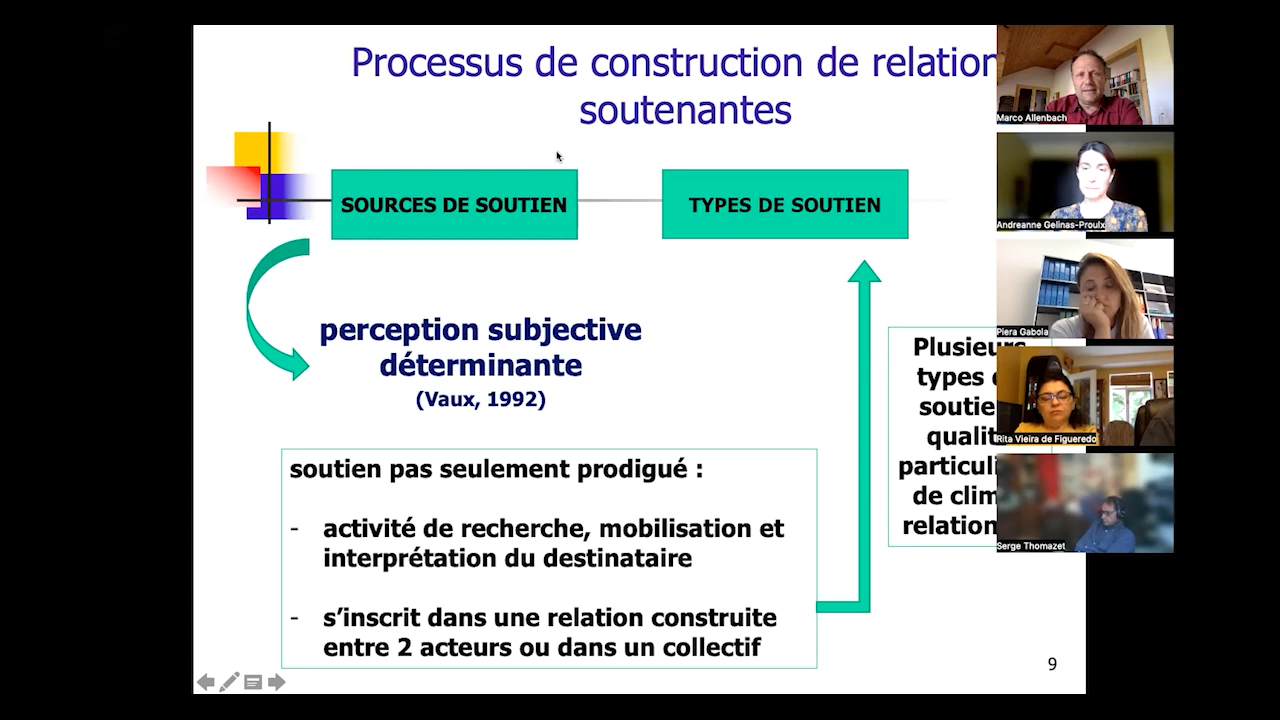 Processus de construction de relation
soutenantes
SOURCES DE SOUTIEN
TYPES DE SOUTIEN
perception subjective
déterminante
(Vaux, 1992)
soutien pas seulement prodigué :
- activité de recherche, mobilisation et
interprétation du destinataire
- s’inscrit dans une relation construite
entre 2 acteurs ou dans un collectif
Plusieurs
types
soutie
qualit
particuli
de clim
relation
9
Marco Allenbach
Andreanne Gelinas-Proulx
Piera Gabola
Rita Vieira de Figueredo
Serge Thomazet